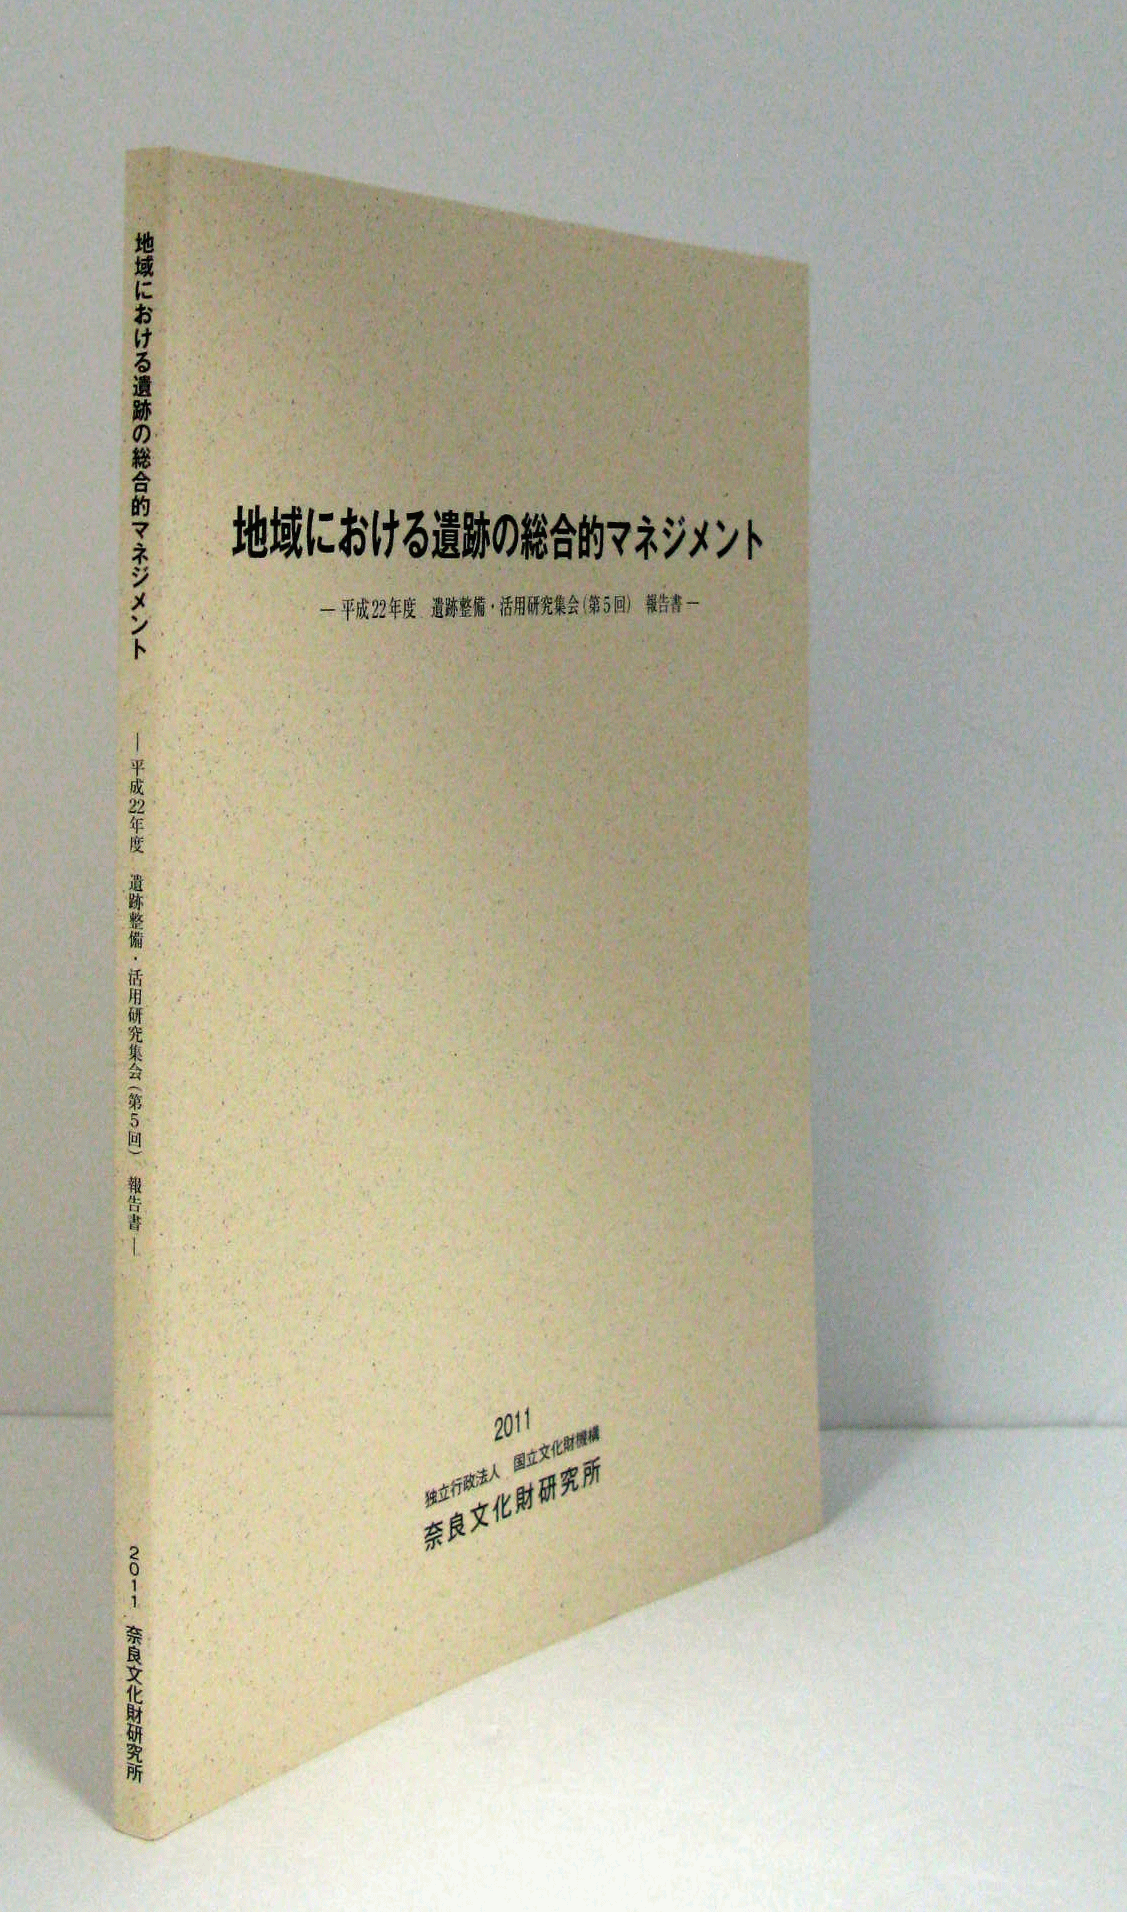 地域における遺跡の総合的マネジメント
―平成22年度　遺跡整備・活用研究集会(第5回)　報告書―
2011
独立行政法人　国立文化財機構
奈良文化財研究所
地域における遺跡の総合的マネジメント　―平成22年度　遺跡整備・活用研究集会(第5回)　報告書―　2011　奈良文化財研究所